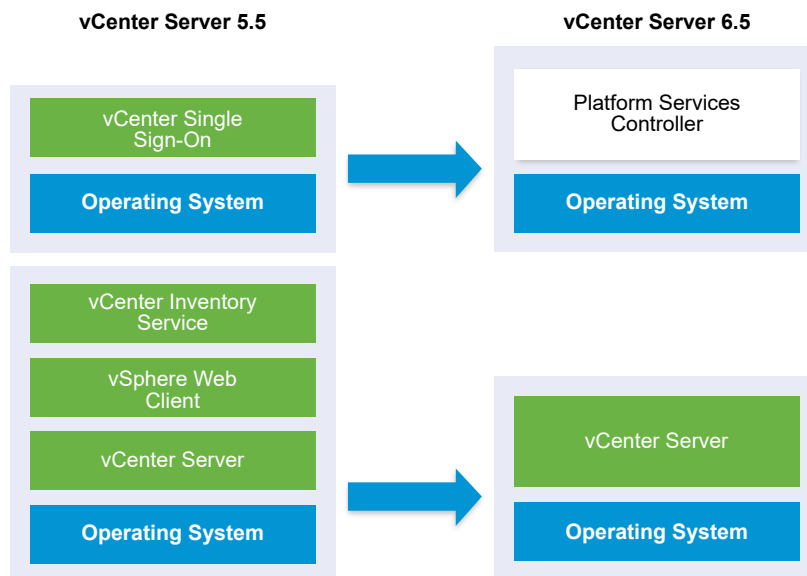 vCenter Server 5.5
vCenter Server 6.5
vCenter Single
Sign-On
Operating System
Platform Services
Controller
Operating System
vCenter Inventory
Service
vSphere Web
Client
vCenter Server
Operating System
vCenter Server
Operating System